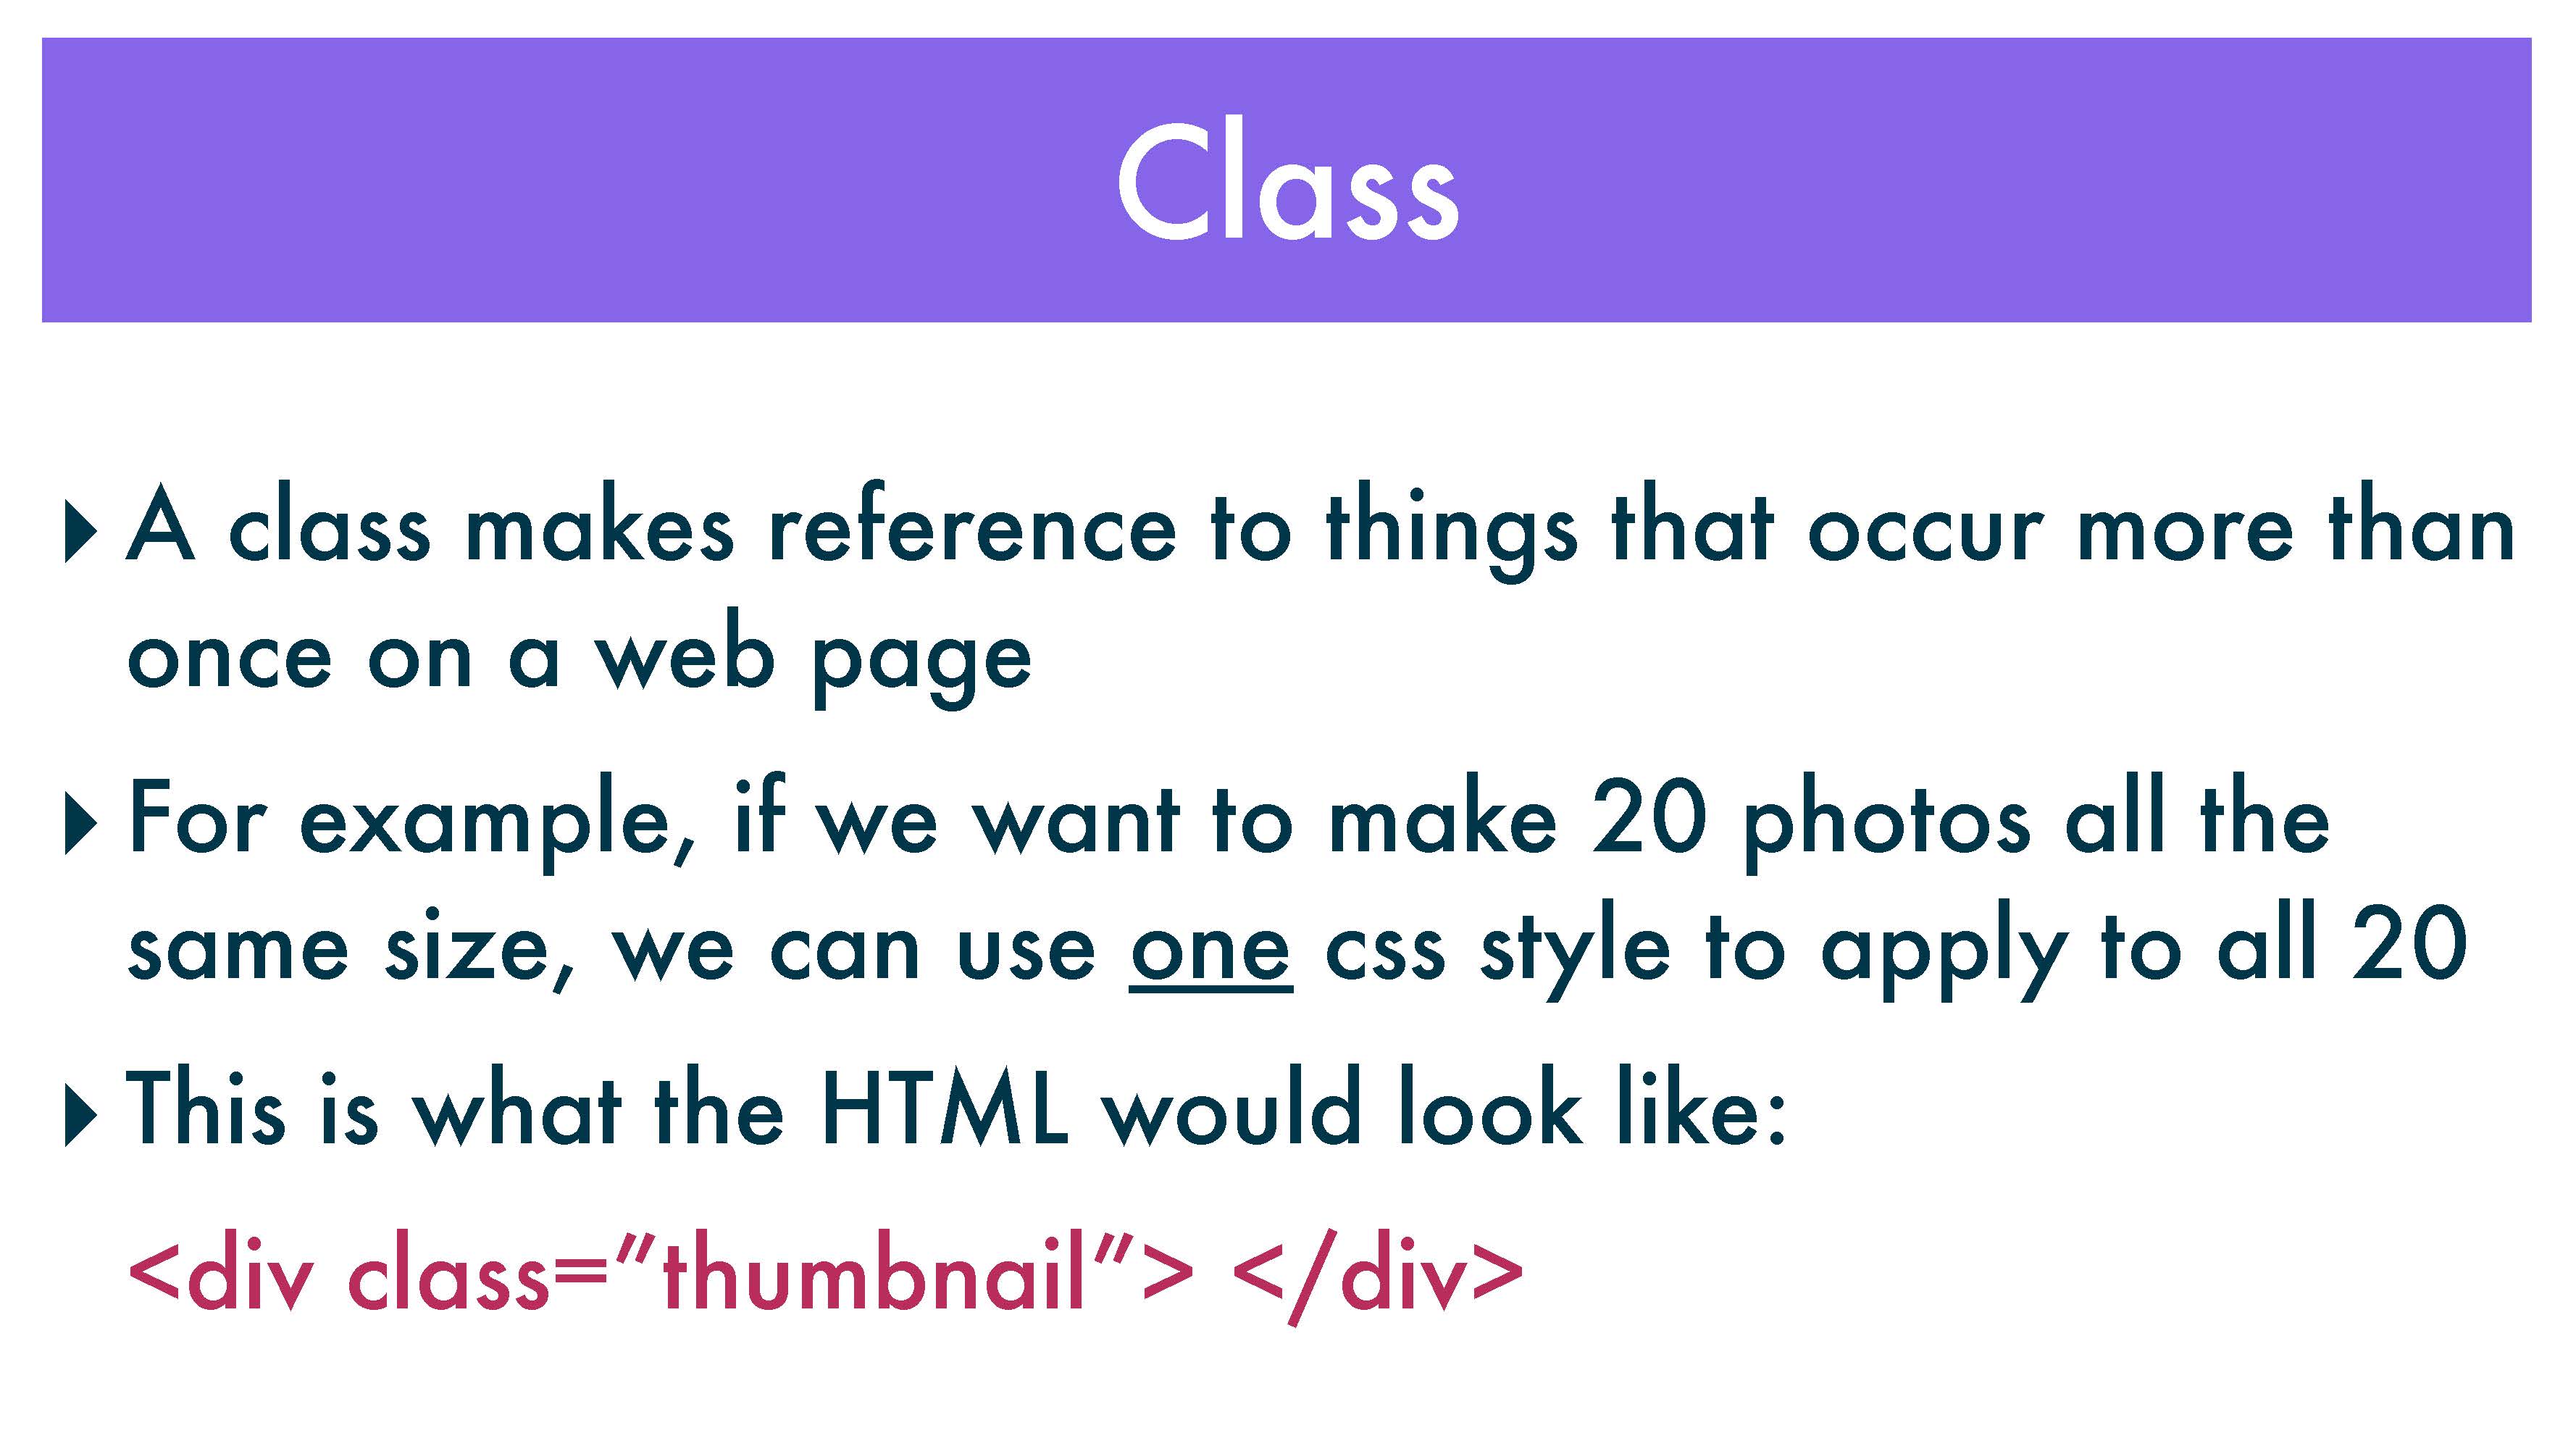 Class
‣ A class makes reference to things that occur more than
once on a web page
‣ For example, if we want to make 20 photos all the
same size, we can use one css style to apply to all 20
‣ This is what the HTML would look like:
<div class=”thumbnail”> </div>